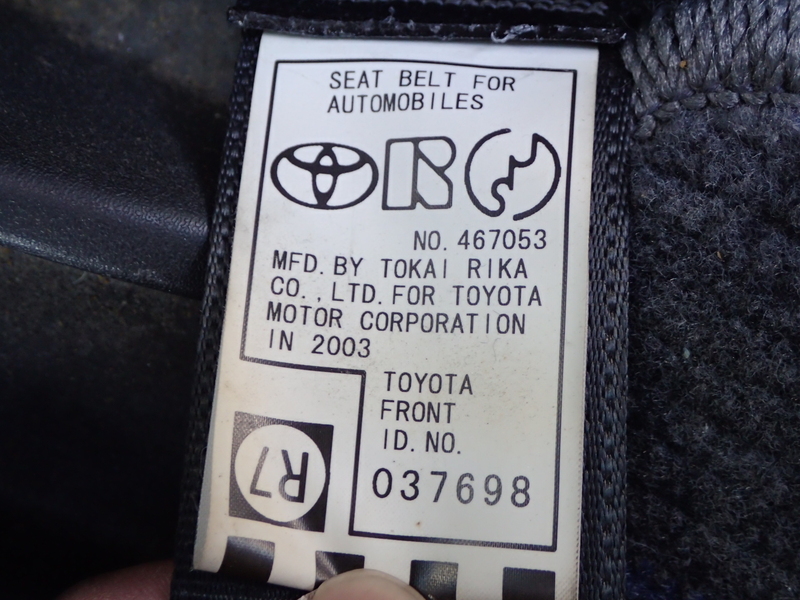 SEAT BELT FOR
AUTOMOBILES
NO. 467053
MFD. BY TOKAI RIKA
CO., LTD. FOR TOYOTA
MOTOR CORPORATION
IN 2003
TOYOTA
FRONT
ID. NO.
037698
R7